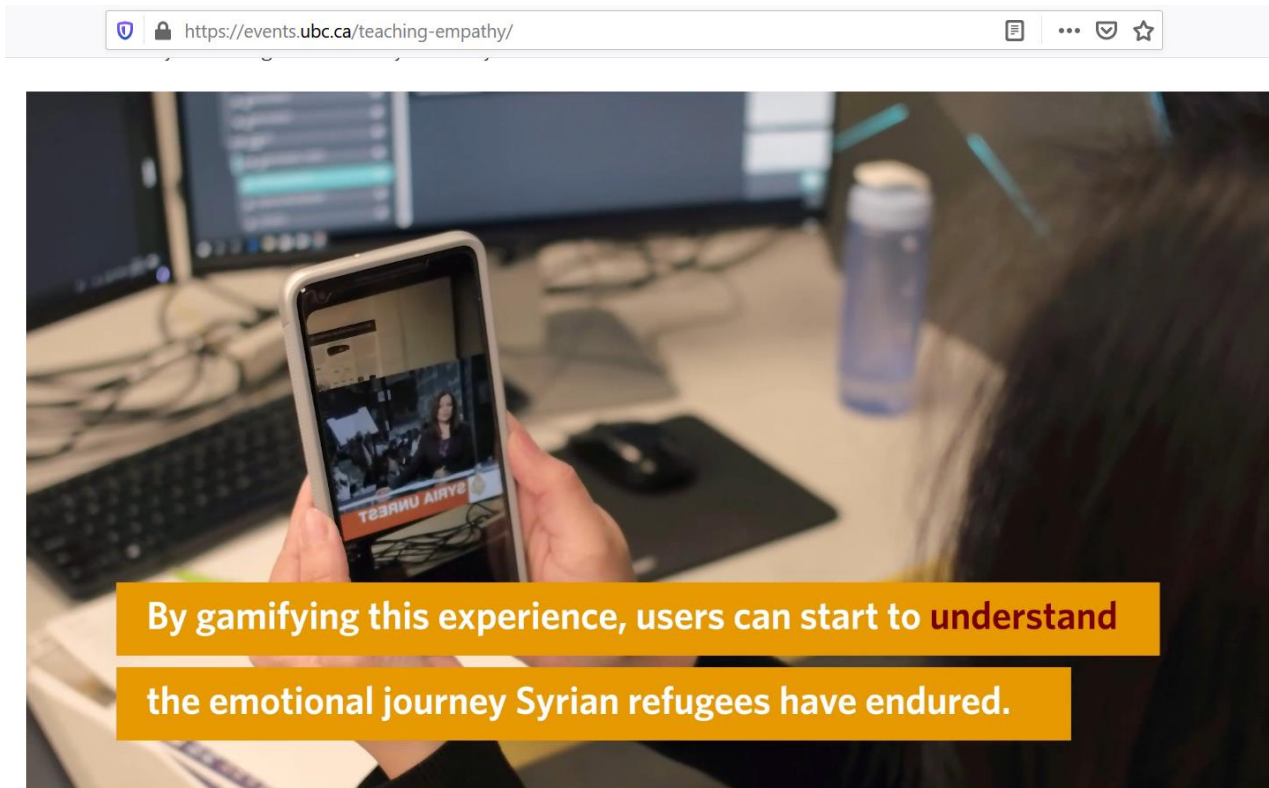 https://events.ubc.ca/teaching-empathy/
SYRIA UNREST
By gamifying this experience, users can start to understand
the emotional journey Syrian refugees have endured.